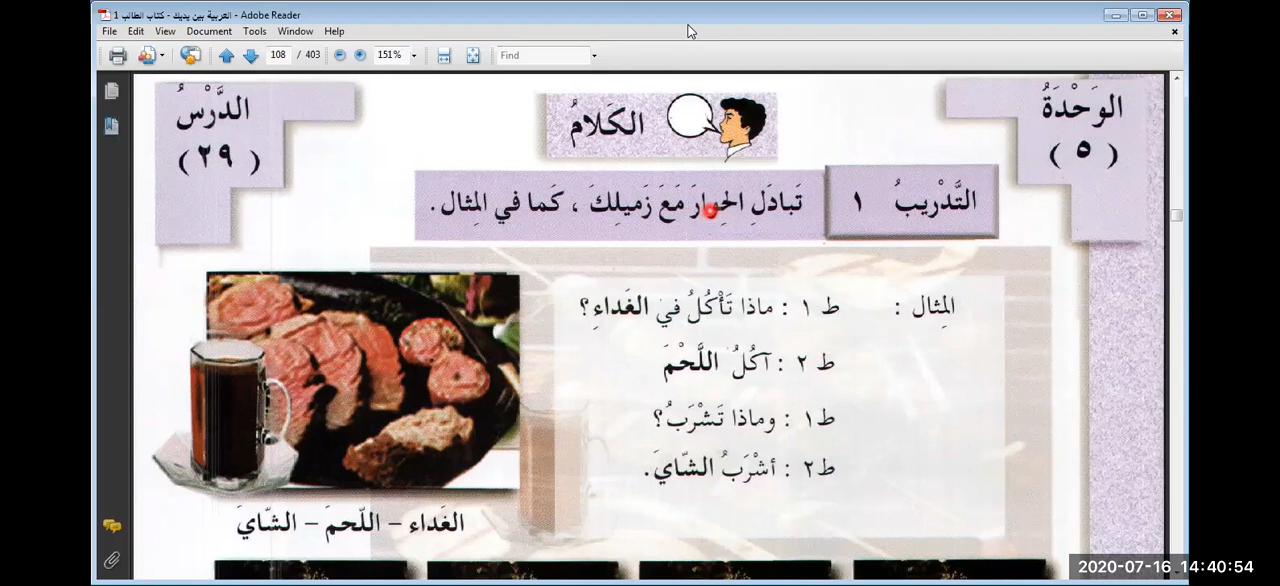 العربية بين يديك - كتاب الطالب 1 - Adobe Reader
File Edit View Document Tools Window Help
108 / 403 151% Find
الوَحْدَةُ
( ٥ )
الكَلامُ
الدَّرْسُ
( ٢٩ )
التَّدْرِيبُ ١ تَبادَلِ الحِوارَ مَعَ زَميلِكَ ، كَما في المِثال .
المِثال : ط ١ : ماذا تَأْكُلُ في الغَداءِ؟
ط ٢ : آكُلُ اللَّحْمَ
ط١ : وماذا تَشْرَبُ؟
ط٢ : أشْرَبُ الشّايَ.
الغَداء – اللّحمَ – الشّايَ
2020-07-16 14:40:54